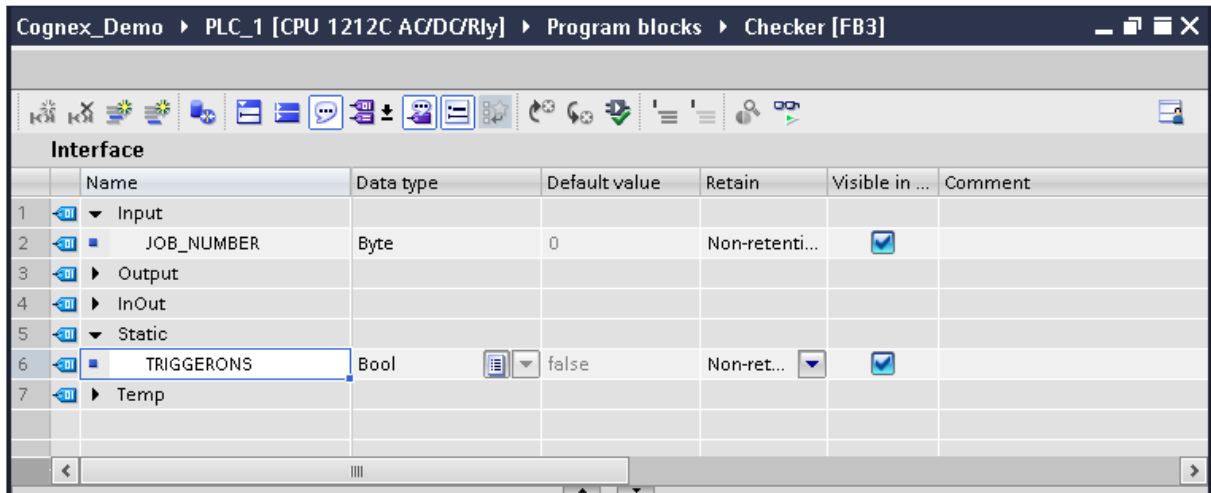 Cognex_Demo ▸ PLC_1 [CPU 1212C AC/DC/Rly] ▸ Program blocks ▸ Checker [FB3]
Interface
Name Data type Default value Retain Visible in ... Comment
1 Input
2 JOB_NUMBER Byte 0 Non-retenti...
3 Output
4 InOut
5 Static
6 TRIGGERONS Bool false Non-ret...
7 Temp